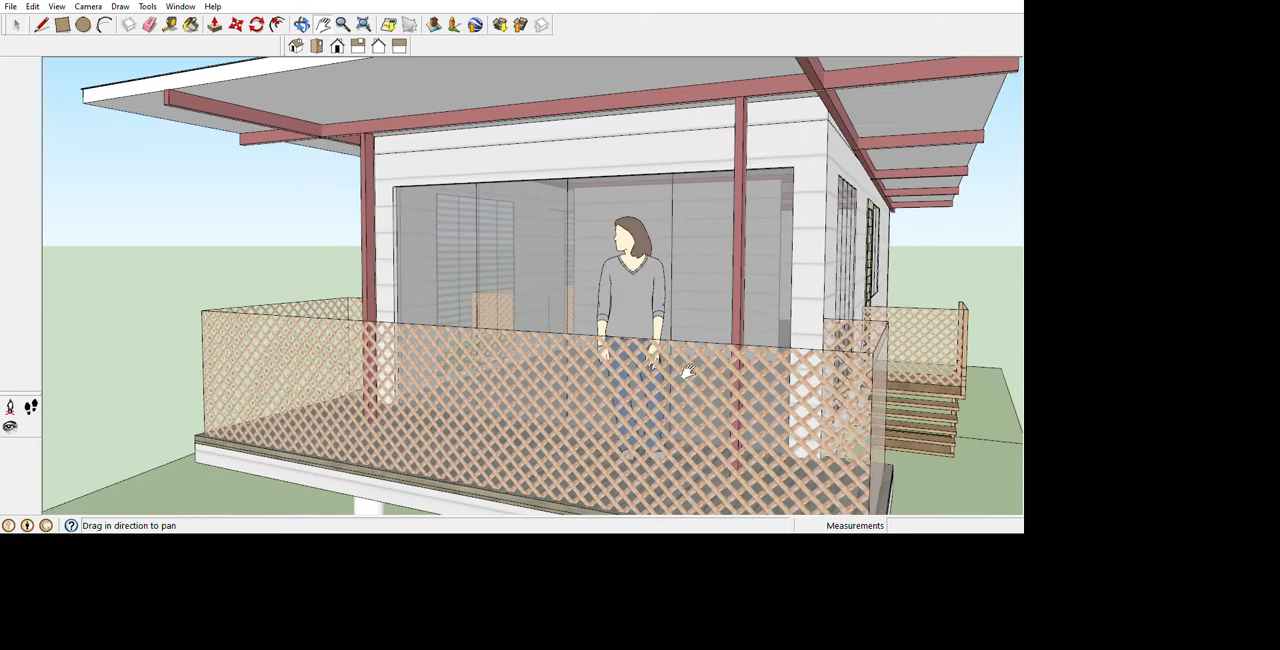 File Edit View Camera Draw Tools Window Help
Drag in direction to pan Measurements